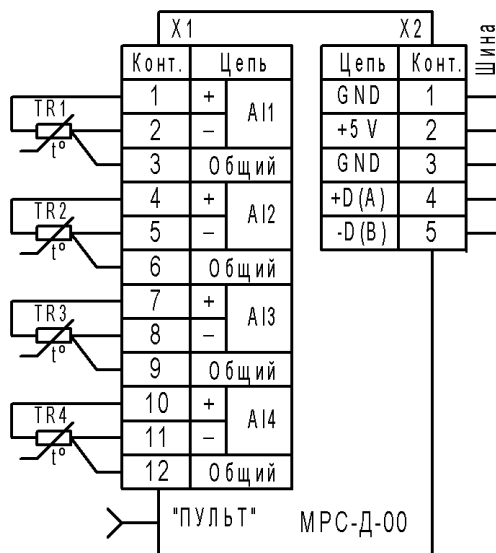 X1 X2
Шина
Конт. Цепь
1 + AI1
2 –
3 Общий
4 + AI2
5 –
6 Общий
7 + AI3
8 –
9 Общий
10 + AI4
11 –
12 Общий
Цепь Конт.
GND 1
+5 V 2
GND 3
+D(A) 4
-D(B) 5
TR1
t°
TR2
t°
TR3
t°
TR4
t°
"ПУЛЬТ" МРС-Д-00